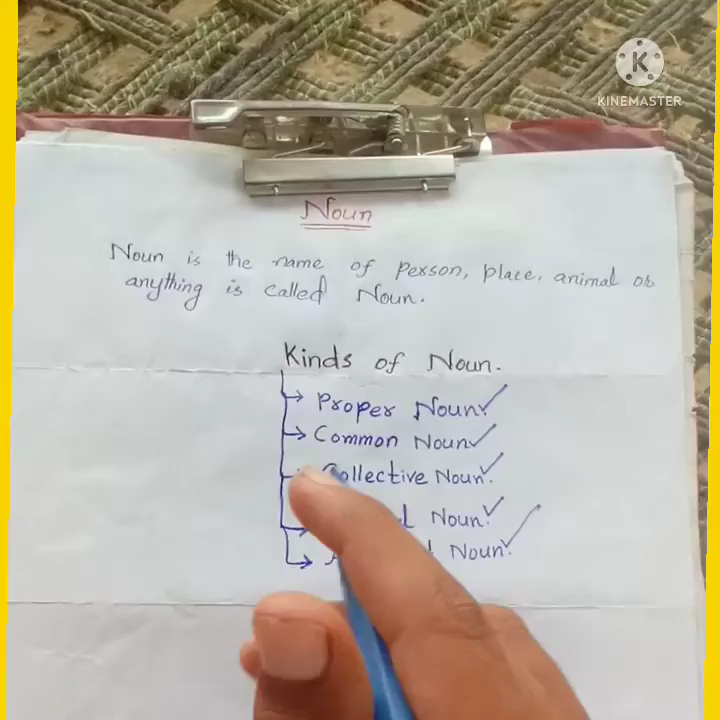 KINEMASTER
Noun
Noun is the name of person, place, animal or
anything is called Noun.
Kinds of Noun.
Proper Noun
Common Noun
Collective Noun.
Noun.
Noun.